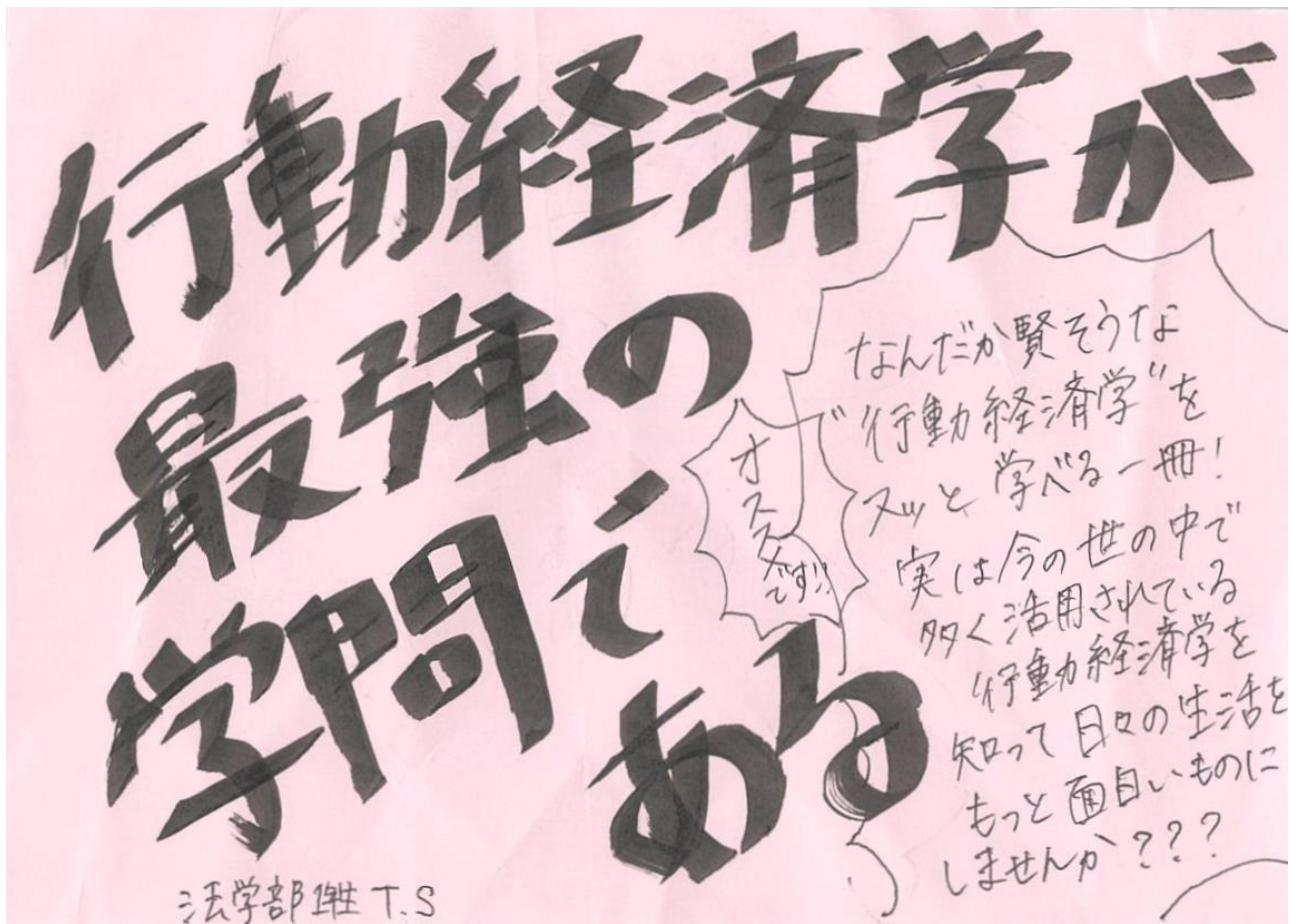 行動経済学が
最強の
学問で
ある
オススメ
です!!
なんだか賢そうな
"行動経済学"を
スッと学べる一冊!
実は今の世の中で
多く活用されている
行動経済学を
知って日々の生活を
もっと面白いものに
しませんか???
法学部1年生 T.S